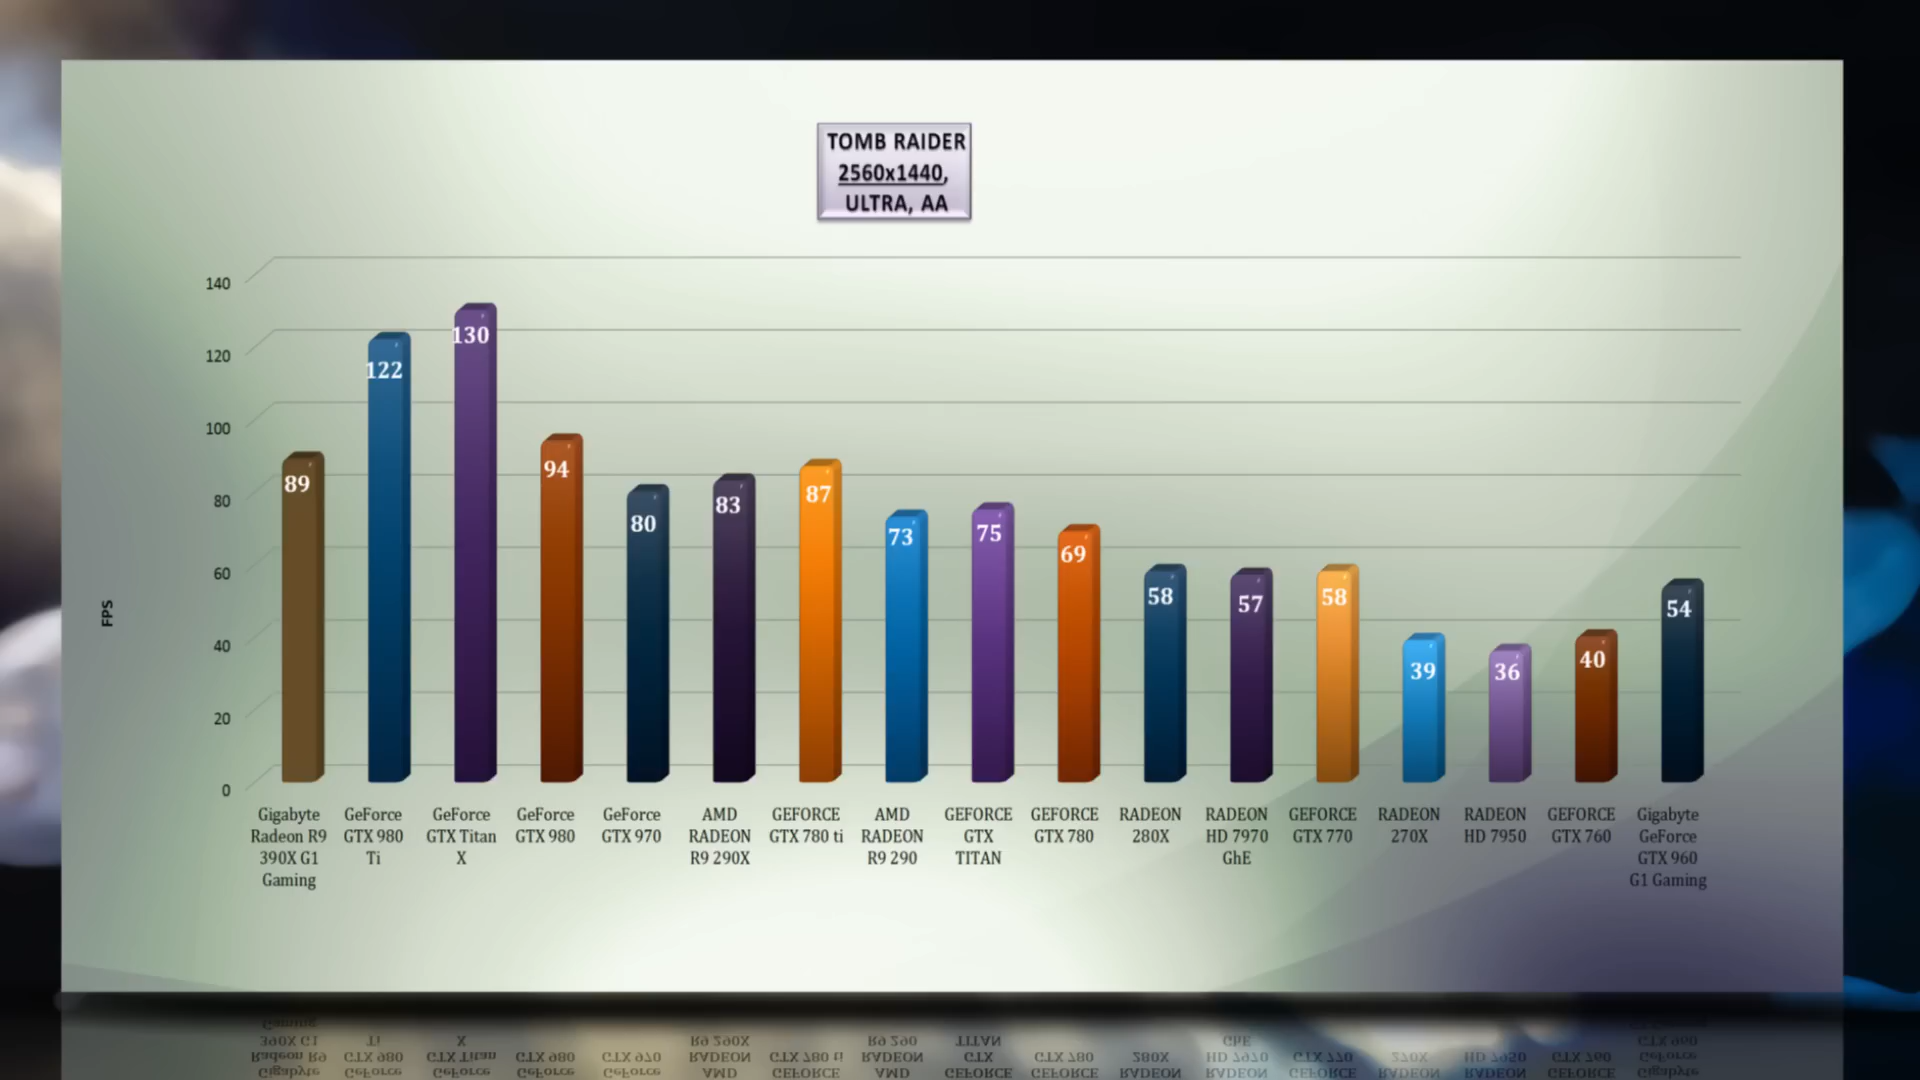 TOMB RAIDER
2560x1440,
ULTRA, AA
140
120
100
80
60
40
20
0
FPS
89
122
130
94
80
83
87
73
75
69
58
57
58
39
36
40
54
Gigabyte
Radeon R9
390X G1
Gaming
GeForce
GTX 980
Ti
GeForce
GTX Titan
X
GeForce
GTX 980
GeForce
GTX 970
AMD
RADEON
R9 290X
GEFORCE
GTX 780 ti
AMD
RADEON
R9 290
GEFORCE
GTX
TITAN
GEFORCE
GTX 780
RADEON
280X
RADEON
HD 7970
GhE
GEFORCE
GTX 770
RADEON
270X
RADEON
HD 7950
GEFORCE
GTX 760
Gigabyte
GeForce
GTX 960
G1 Gaming